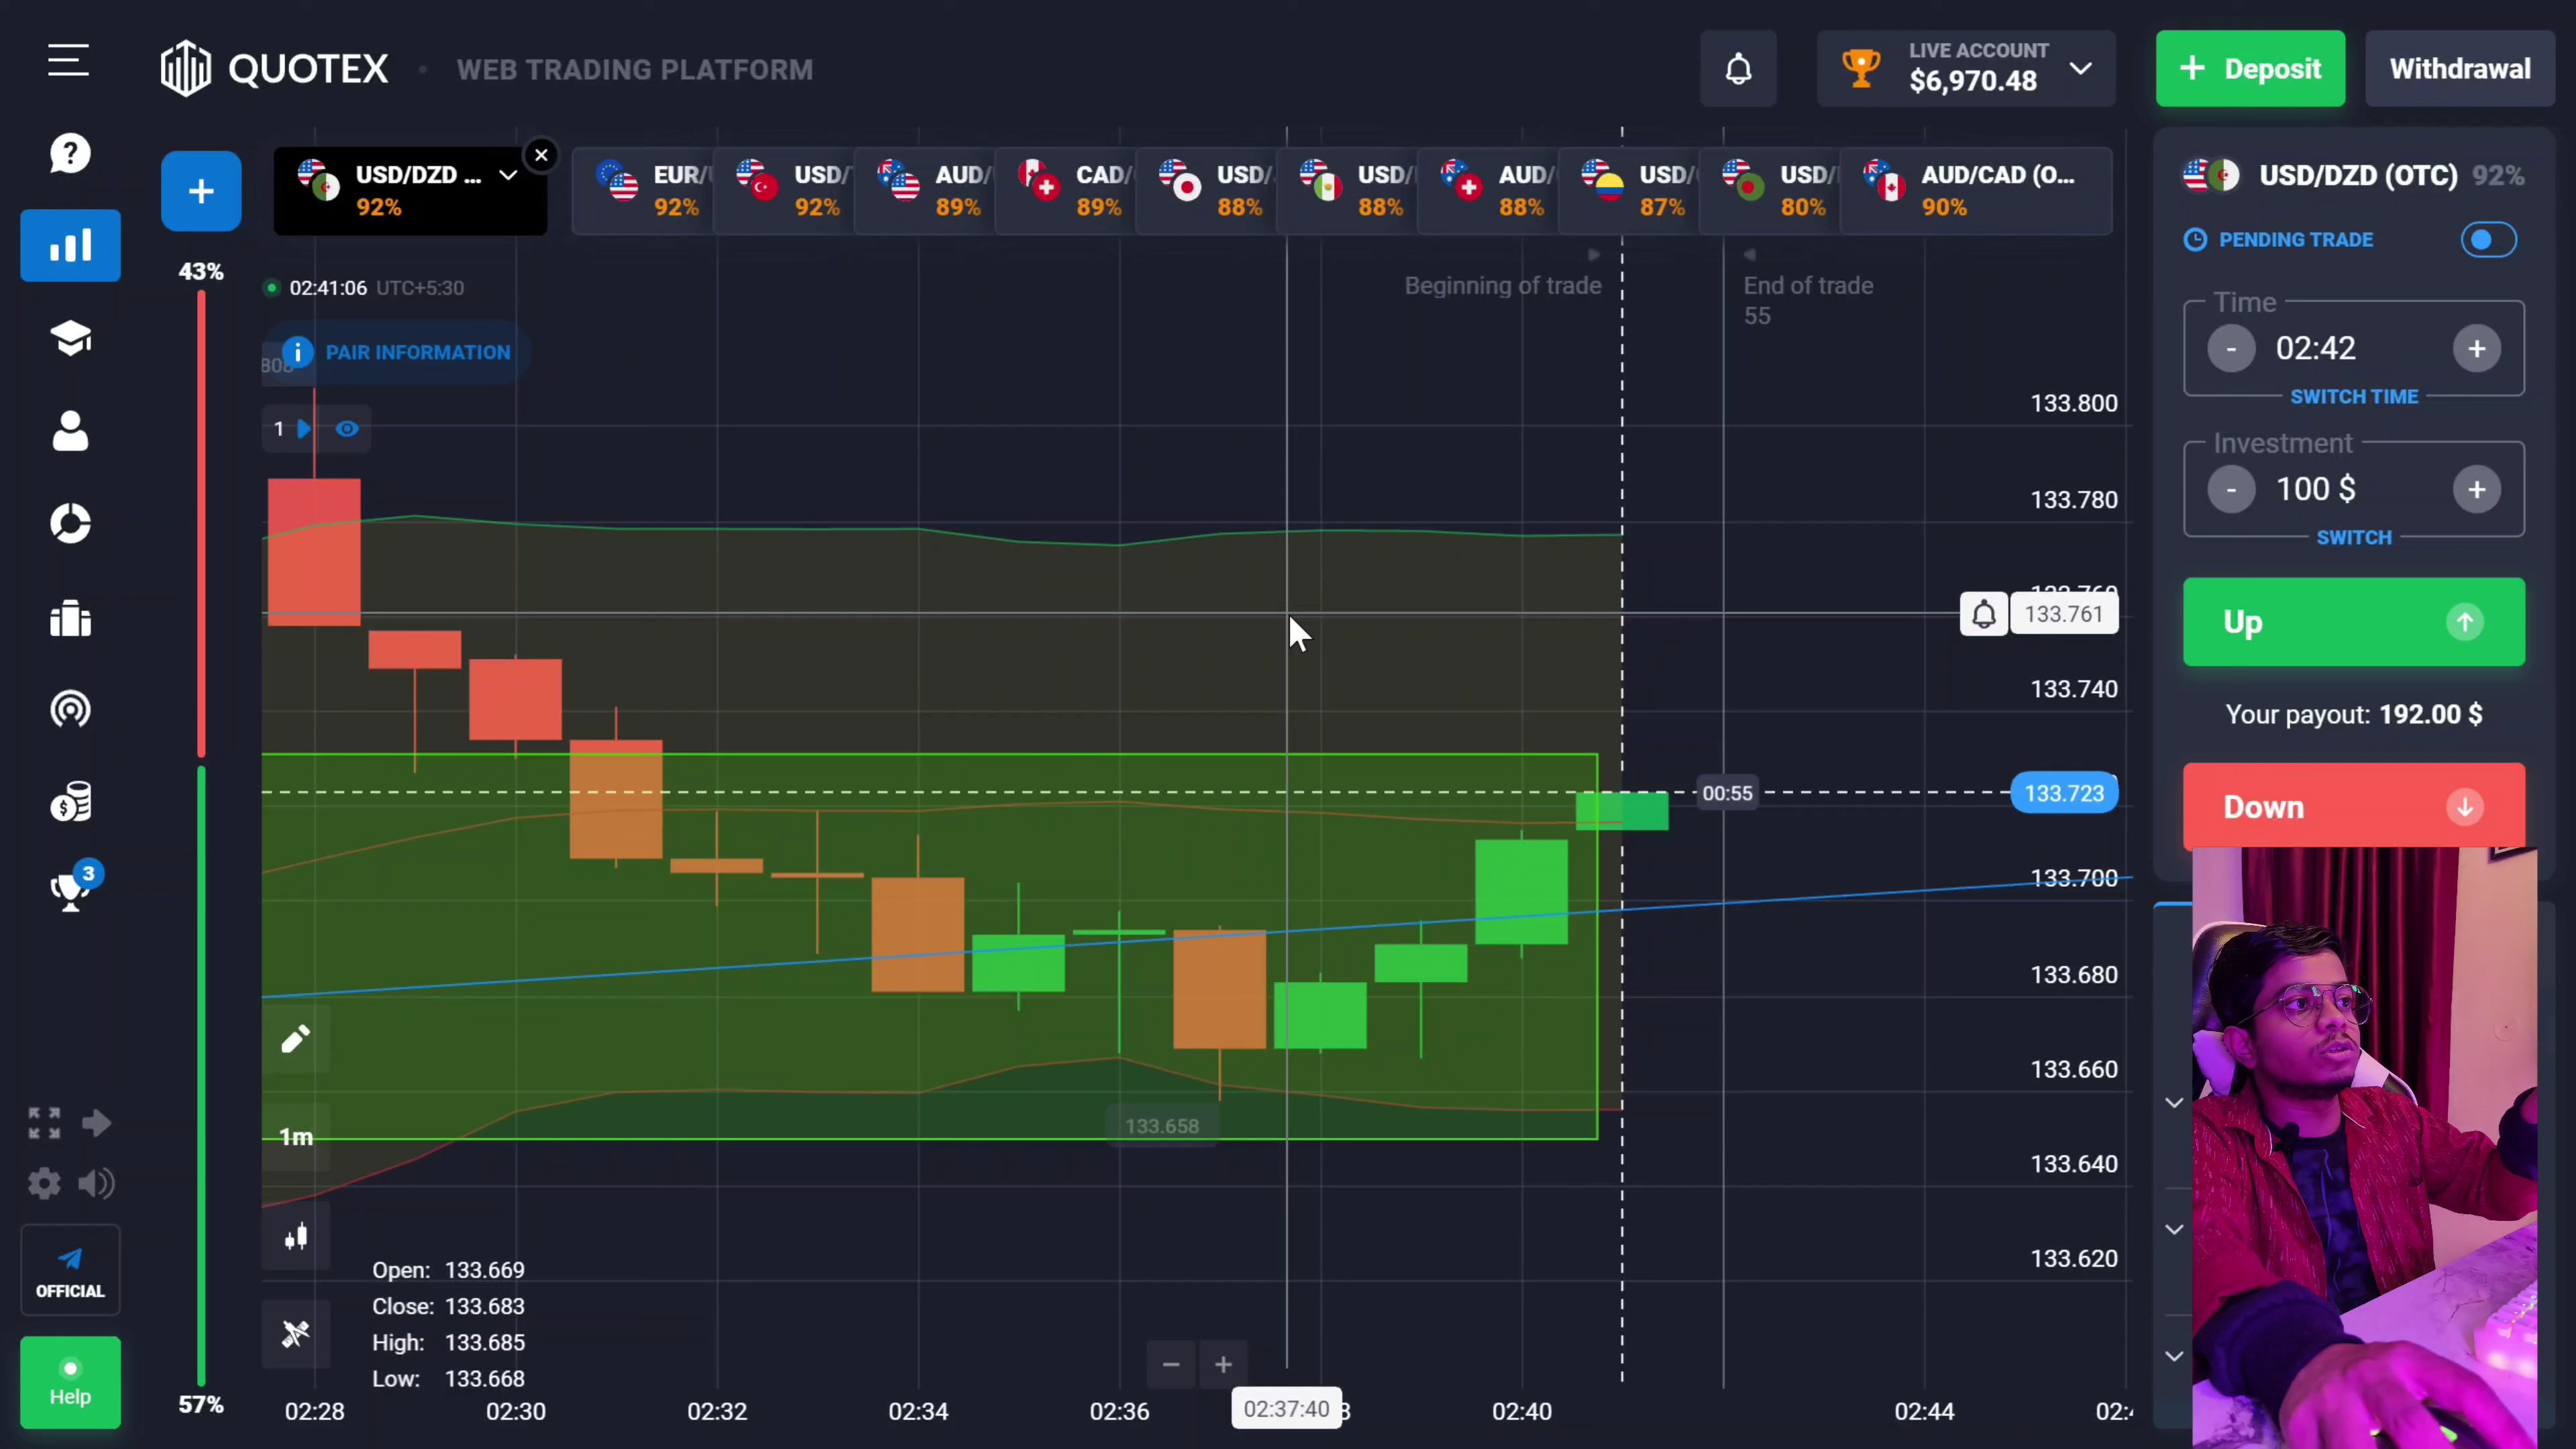 QUOTEX · WEB TRADING PLATFORM
LIVE ACCOUNT
$6,970.48
+ Deposit
Withdrawal
USD/DZD ...
92%
EUR/
92%
USD/
92%
AUD/
89%
CAD/
89%
USD/
88%
USD/
88%
AUD/
88%
USD/
87%
USD/
80%
AUD/CAD (O...
90%
USD/DZD (OTC) 92%
PENDING TRADE
Time
- 02:42 +
SWITCH TIME
Investment
- 100 $ +
SWITCH
Up
Your payout: 192.00 $
Down
43%
57%
02:41:06 UTC+5:30
PAIR INFORMATION
808
1
Beginning of trade
End of trade
55
133.800
133.780
133.761
133.740
133.723
00:55
133.700
133.680
133.660
133.640
133.620
133.658
1m
Open: 133.669
Close: 133.683
High: 133.685
Low: 133.668
02:28
02:30
02:32
02:34
02:36
02:37:40
02:40
02:44
3
OFFICIAL
Help